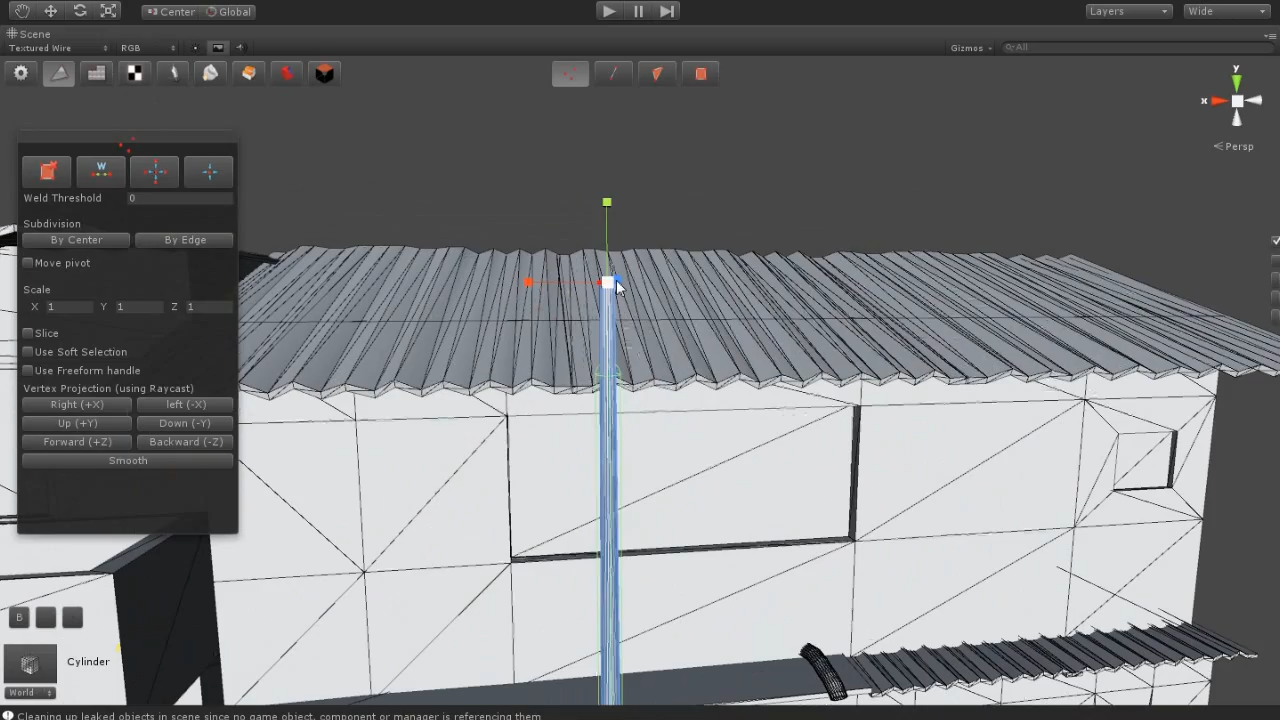 Center Global Layers Wide
Scene
Textured Wire RGB Gizmos All
y
x
Persp
W
Weld Threshold 0
Subdivision
By Center By Edge
Move pivot
Scale
X 1 Y 1 Z 1
Slice
Use Soft Selection
Use Freeform handle
Vertex Projection (using Raycast)
Right (+X) left (-X)
Up (+Y) Down (-Y)
Forward (+Z) Backward (-Z)
Smooth
B
Cylinder
World
Cleaning up leaked objects in scene since no game object, component or manager is referencing them